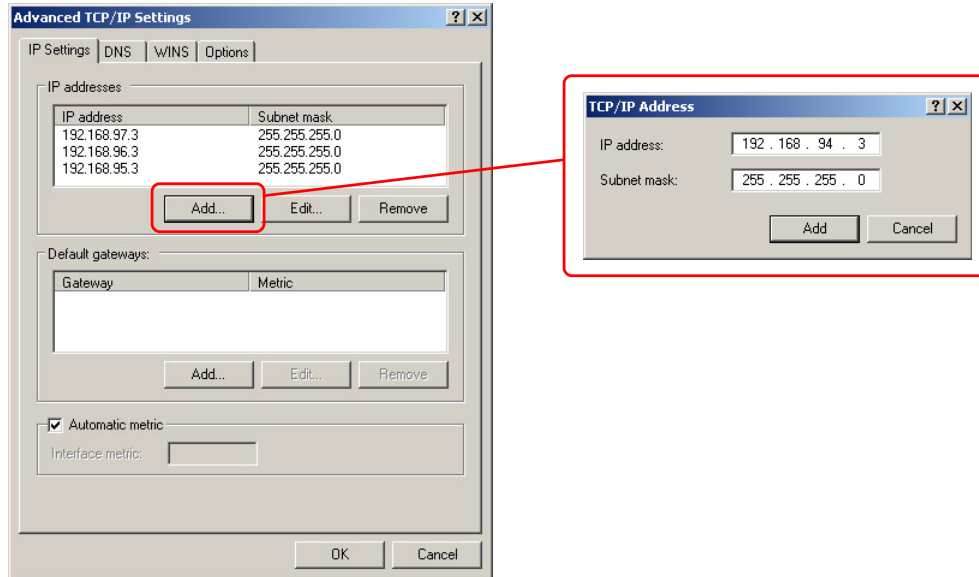 Advanced TCP/IP Settings
IP Settings DNS WINS Options
IP addresses
IP address Subnet mask
192.168.97.3 255.255.255.0
192.168.96.3 255.255.255.0
192.168.95.3 255.255.255.0
Add... Edit... Remove
Default gateways:
Gateway Metric
Add... Edit... Remove
Automatic metric
Interface metric:
OK Cancel
TCP/IP Address
IP address: 192 . 168 . 94 . 3
Subnet mask: 255 . 255 . 255 . 0
Add Cancel